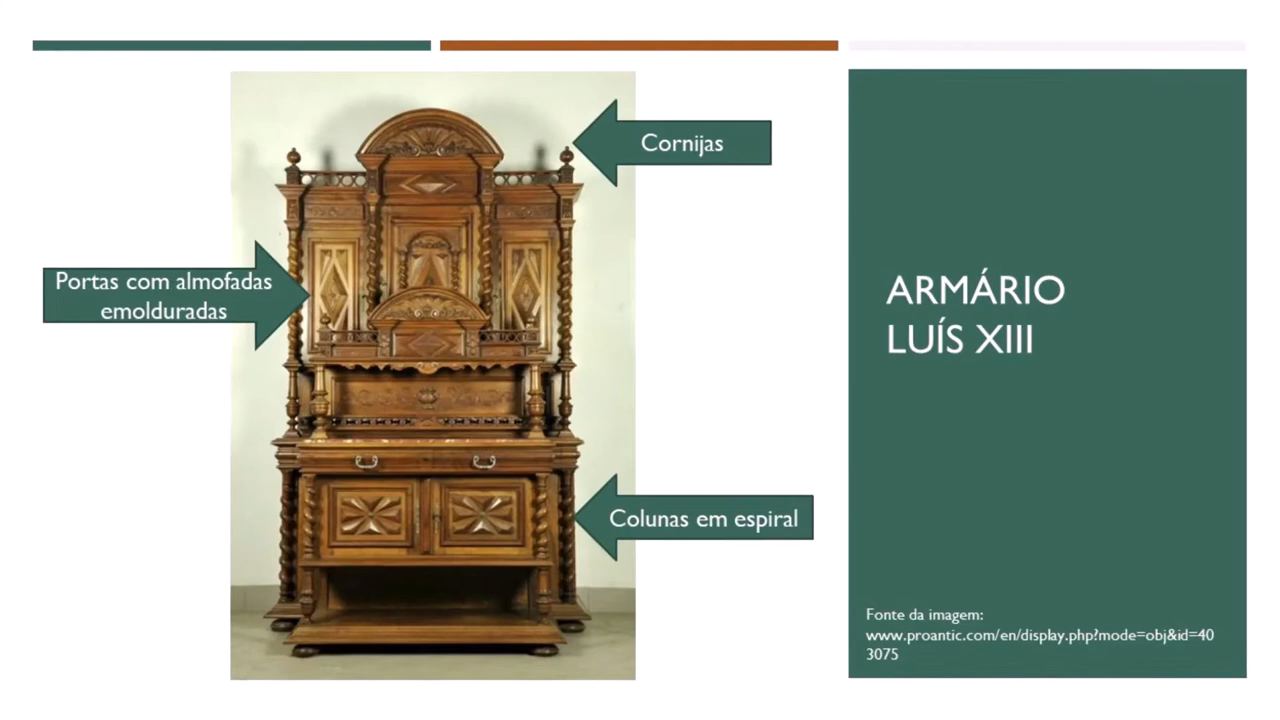 Cornijas
Portas com almofadas
emolduradas
Colunas em espiral
ARMÁRIO
LUÍS XIII
Fonte da imagem:
www.proantic.com/en/display.php?mode=obj&id=40
3075